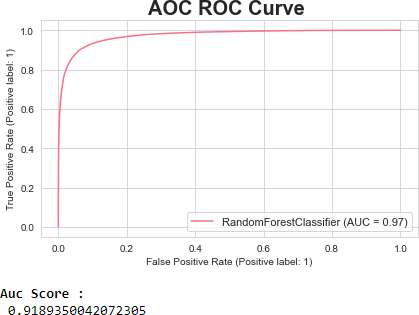 AOC ROC Curve
1.0
0.8
0.6
0.4
0.2
0.0
True Positive Rate (Positive label: 1)
RandomForestClassifier (AUC = 0.97)
0.0 0.2 0.4 0.6 0.8 1.0
False Positive Rate (Positive label: 1)
Auc Score :
0.9189350042072305